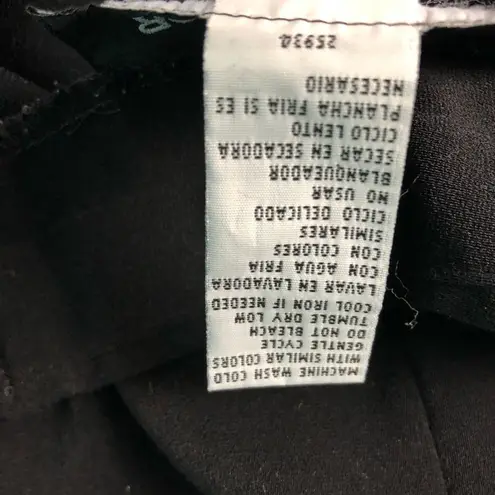 MACHINE WASH COLD
WITH SIMILAR COLORS
GENTLE CYCLE
DO NOT BLEACH
TUMBLE DRY LOW
COOL IRON IF NEEDED
LAVAR EN LAVADORA
CON AGUA FRIA
CON COLORES
SIMILARES
CICLO DELICADO
NO USAR
BLANQUEADOR
SECAR EN SECADORA
CICLO LENTO
PLANCHA FRIA SI ES
NECESARIO
25934